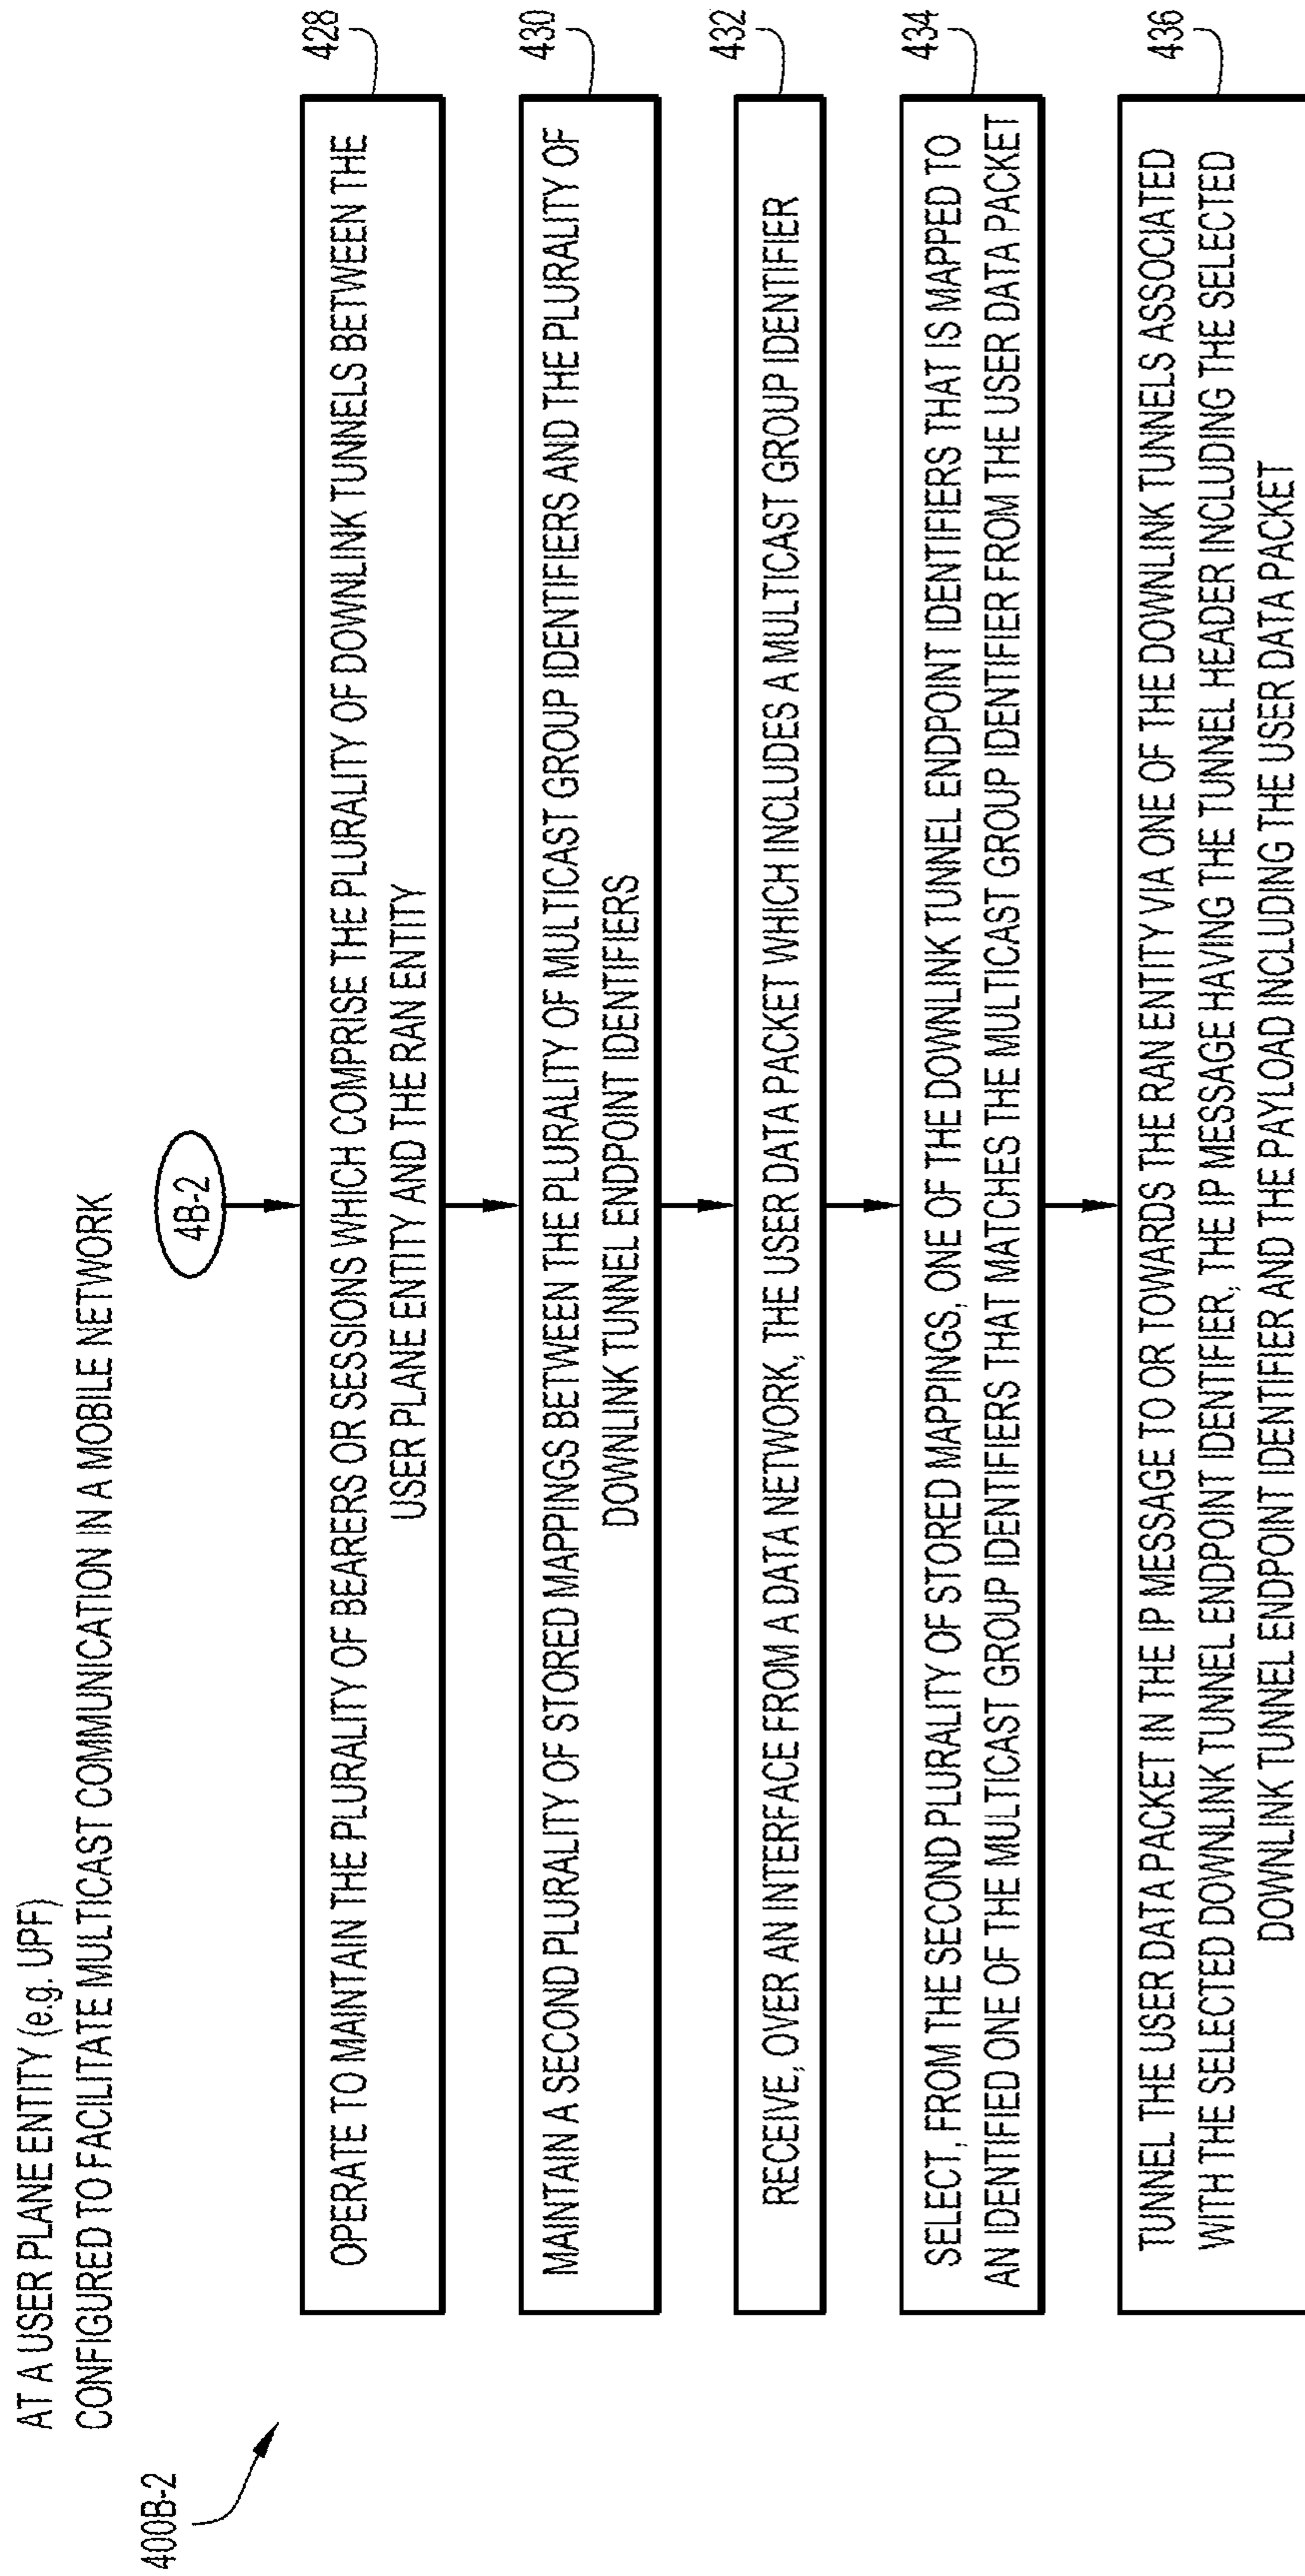 AT A USER PLANE ENTITY (e.g. UPF)
CONFIGURED TO FACILITATE MULTICAST COMMUNICATION IN A MOBILE NETWORK
400B-2
4B-2
OPERATE TO MAINTAIN THE PLURALITY OF BEARERS OR SESSIONS WHICH COMPRISE THE PLURALITY OF DOWNLINK TUNNELS BETWEEN THE
USER PLANE ENTITY AND THE RAN ENTITY
428
MAINTAIN A SECOND PLURALITY OF STORED MAPPINGS BETWEEN THE PLURALITY OF MULTICAST GROUP IDENTIFIERS AND THE PLURALITY OF
DOWNLINK TUNNEL ENDPOINT IDENTIFIERS
430
RECEIVE, OVER AN INTERFACE FROM A DATA NETWORK, THE USER DATA PACKET WHICH INCLUDES A MULTICAST GROUP IDENTIFIER
432
SELECT, FROM THE SECOND PLURALITY OF STORED MAPPINGS, ONE OF THE DOWNLINK TUNNEL ENDPOINT IDENTIFIERS THAT IS MAPPED TO
AN IDENTIFIED ONE OF THE MULTICAST GROUP IDENTIFIERS THAT MATCHES THE MULTICAST GROUP IDENTIFIER FROM THE USER DATA PACKET
434
TUNNEL THE USER DATA PACKET IN THE IP MESSAGE TO OR TOWARDS THE RAN ENTITY VIA ONE OF THE DOWNLINK TUNNELS ASSOCIATED
WITH THE SELECTED DOWNLINK TUNNEL ENDPOINT IDENTIFIER, THE IP MESSAGE HAVING THE TUNNEL HEADER INCLUDING THE SELECTED
DOWNLINK TUNNEL ENDPOINT IDENTIFIER AND THE PAYLOAD INCLUDING THE USER DATA PACKET
436